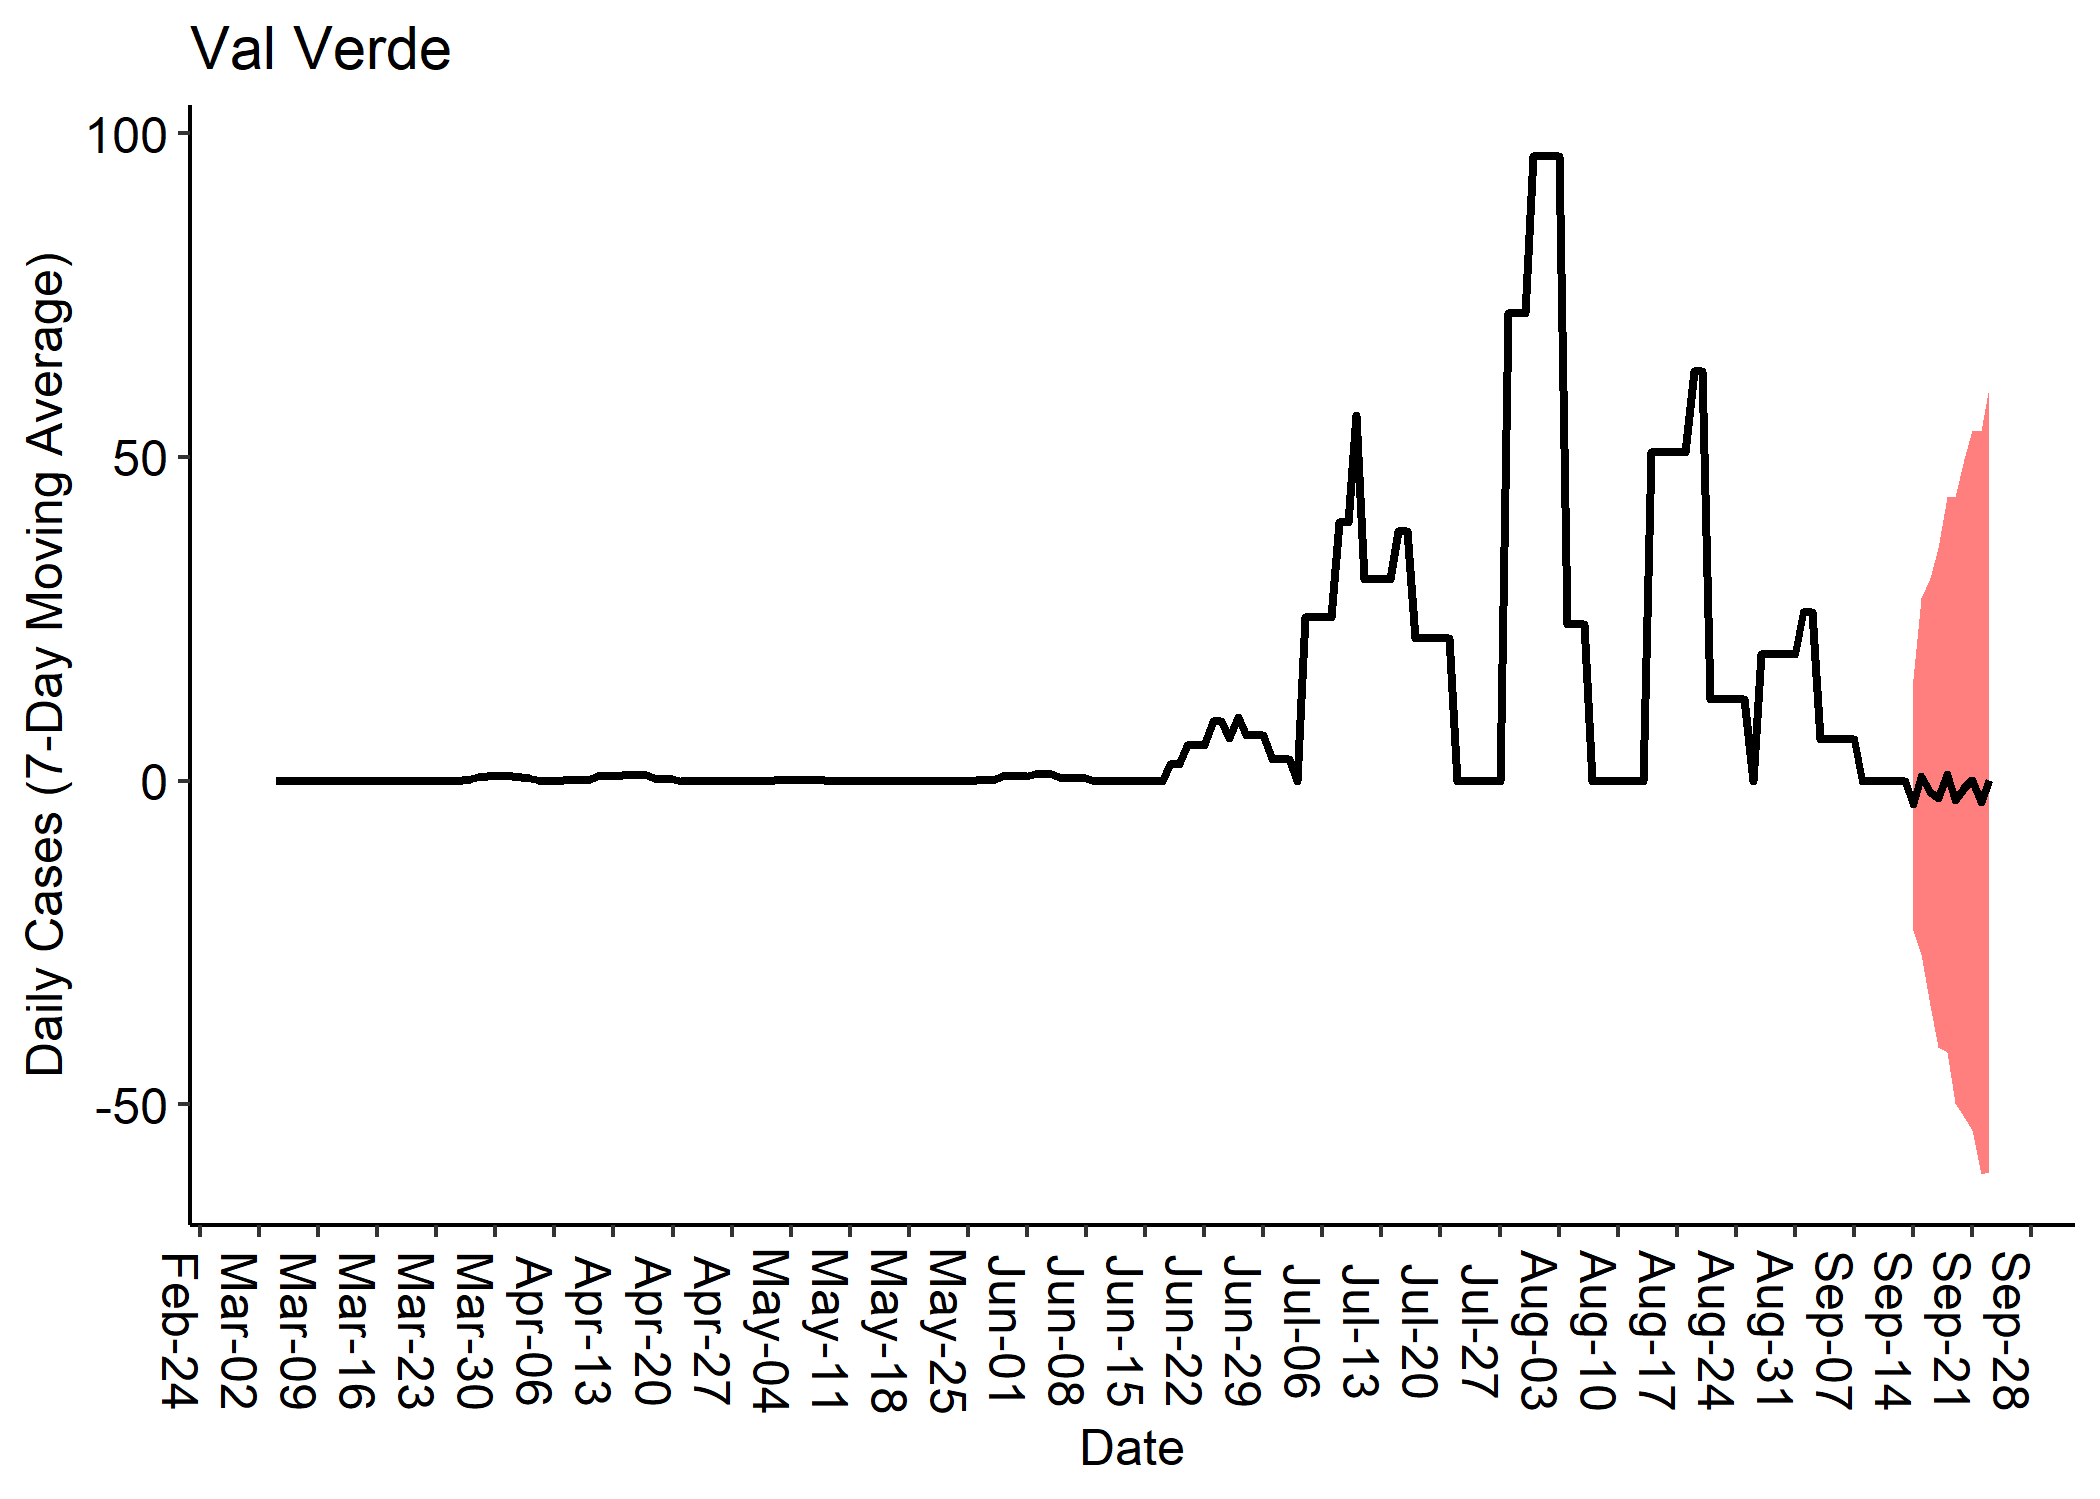 Val Verde
Daily Cases (7-Day Moving Average)
100
50
0
-50
Feb-24
Mar-02
Mar-09
Mar-16
Mar-23
Mar-30
Apr-06
Apr-13
Apr-20
Apr-27
May-04
May-11
May-18
May-25
Jun-01
Jun-08
Jun-15
Jun-22
Jun-29
Jul-06
Jul-13
Jul-20
Jul-27
Aug-03
Aug-10
Aug-17
Aug-24
Aug-31
Sep-07
Sep-14
Sep-21
Sep-28
Date